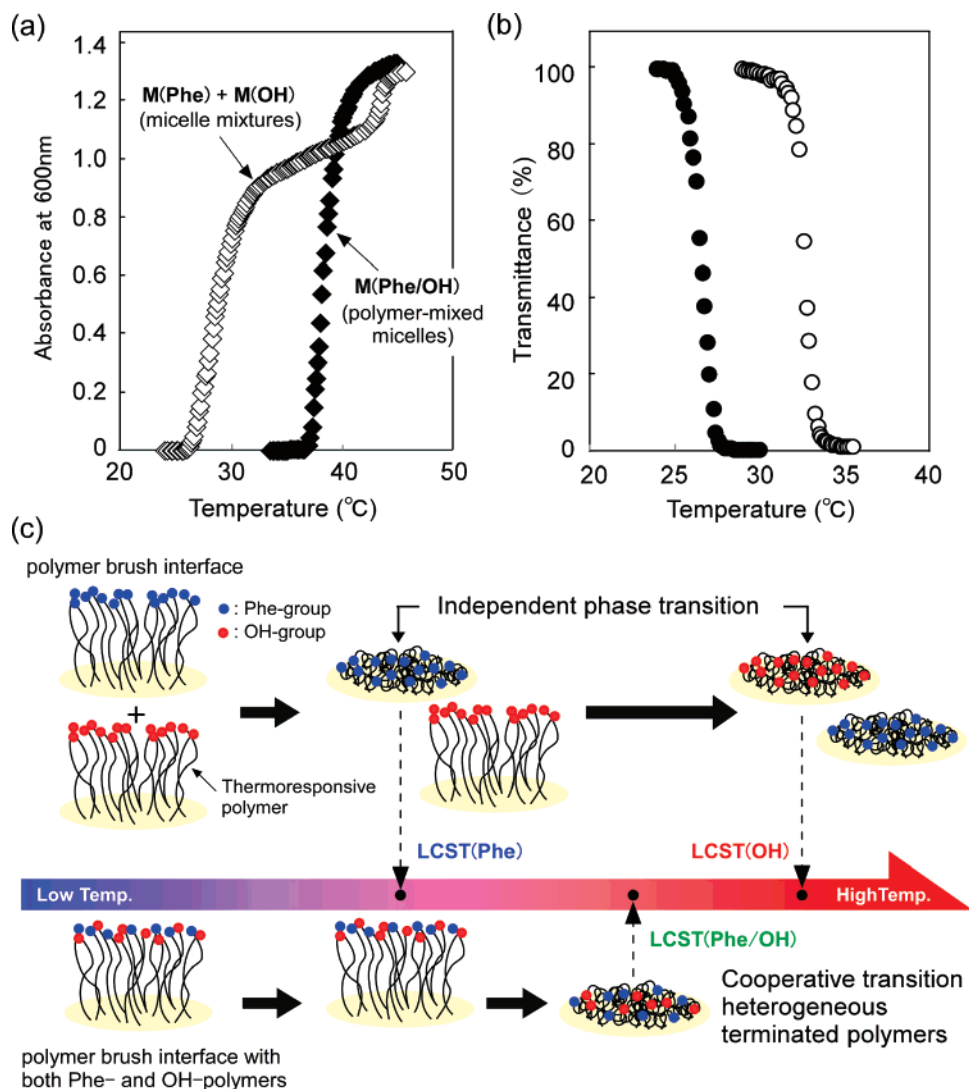 (a)
1.4
1.2
1.0
0.8
0.6
0.4
0.2
0
20
30
40
50
Absorbance at 600nm
Temperature (℃)
M(Phe) + M(OH)
(micelle mixtures)
M(Phe/OH)
(polymer-mixed
micelles)
(b)
100
80
60
40
20
0
20
25
30
35
40
Transmittance (%)
Temperature (℃)
(c)
polymer brush interface
: Phe-group
: OH-group
+
Thermoresponsive
polymer
Independent phase transition
LCST(Phe)
LCST(OH)
Low Temp.
HighTemp.
LCST(Phe/OH)
polymer brush interface with
both Phe- and OH-polymers
Cooperative transition
heterogeneous
terminated polymers